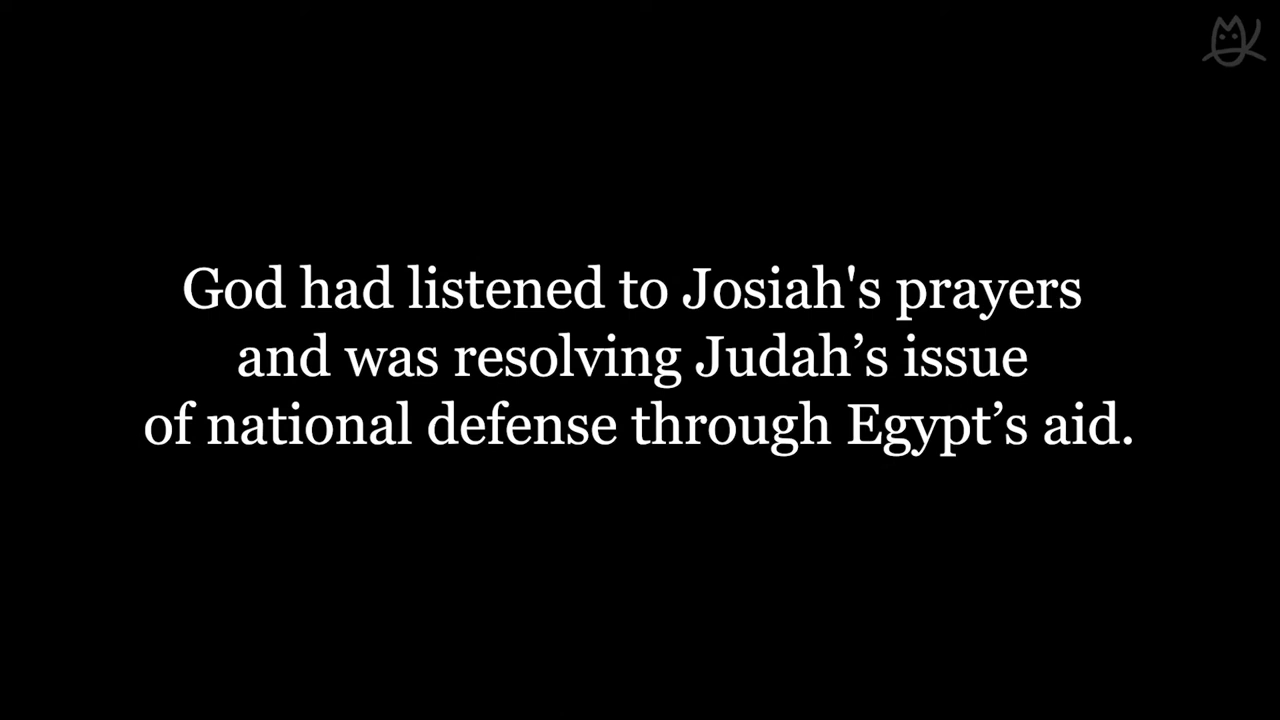 God had listened to Josiah's prayers
and was resolving Judah’s issue
of national defense through Egypt’s aid.